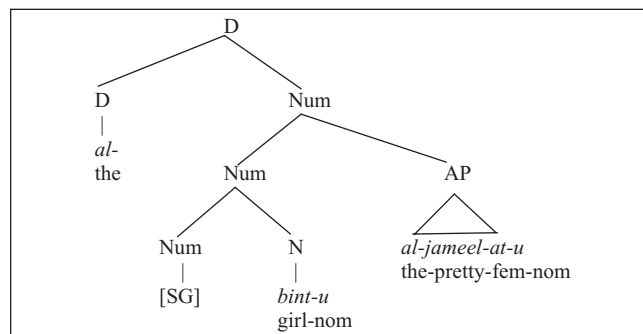 D
D Num
al-
the
Num AP
al-jameel-at-u
the-pretty-fem-nom
Num N
[SG] bint-u
girl-nom